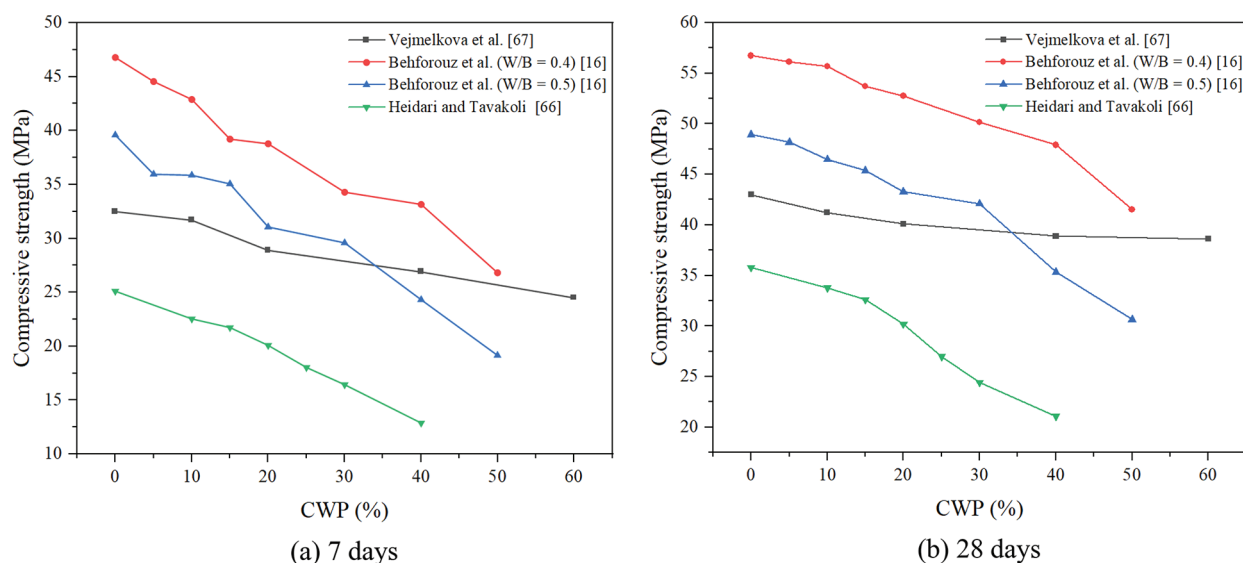 50
45
40
35
30
25
20
15
10
Compressive strength (MPa)
Vejmelkova et al. [67]
Behforouz et al. (W/B = 0.4) [16]
Behforouz et al. (W/B = 0.5) [16]
Heidari and Tavakoli [66]
0 10 20 30 40 50 60
CWP (%)
(a) 7 days
60
55
50
45
40
35
30
25
20
Compressive strength (MPa)
Vejmelkova et al. [67]
Behforouz et al. (W/B = 0.4) [16]
Behforouz et al. (W/B = 0.5) [16]
Heidari and Tavakoli [66]
0 10 20 30 40 50 60
CWP (%)
(b) 28 days